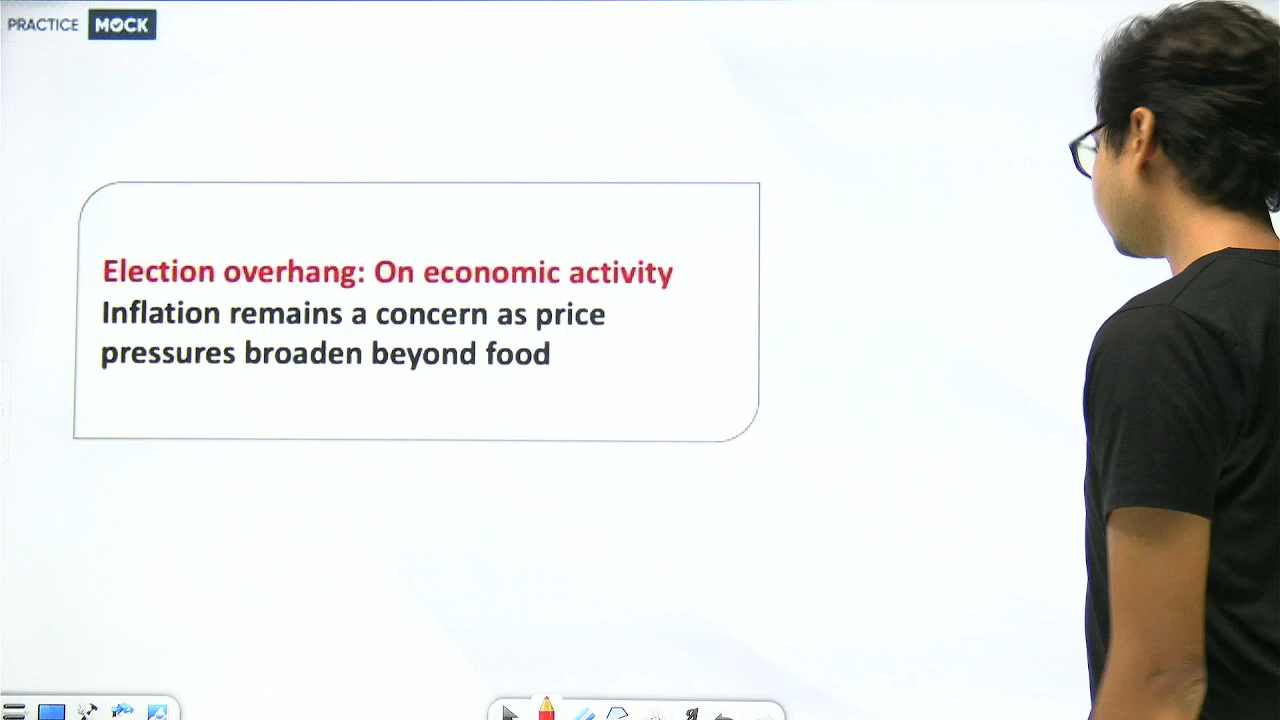 PRACTICE MOCK
Election overhang: On economic activity
Inflation remains a concern as price
pressures broaden beyond food